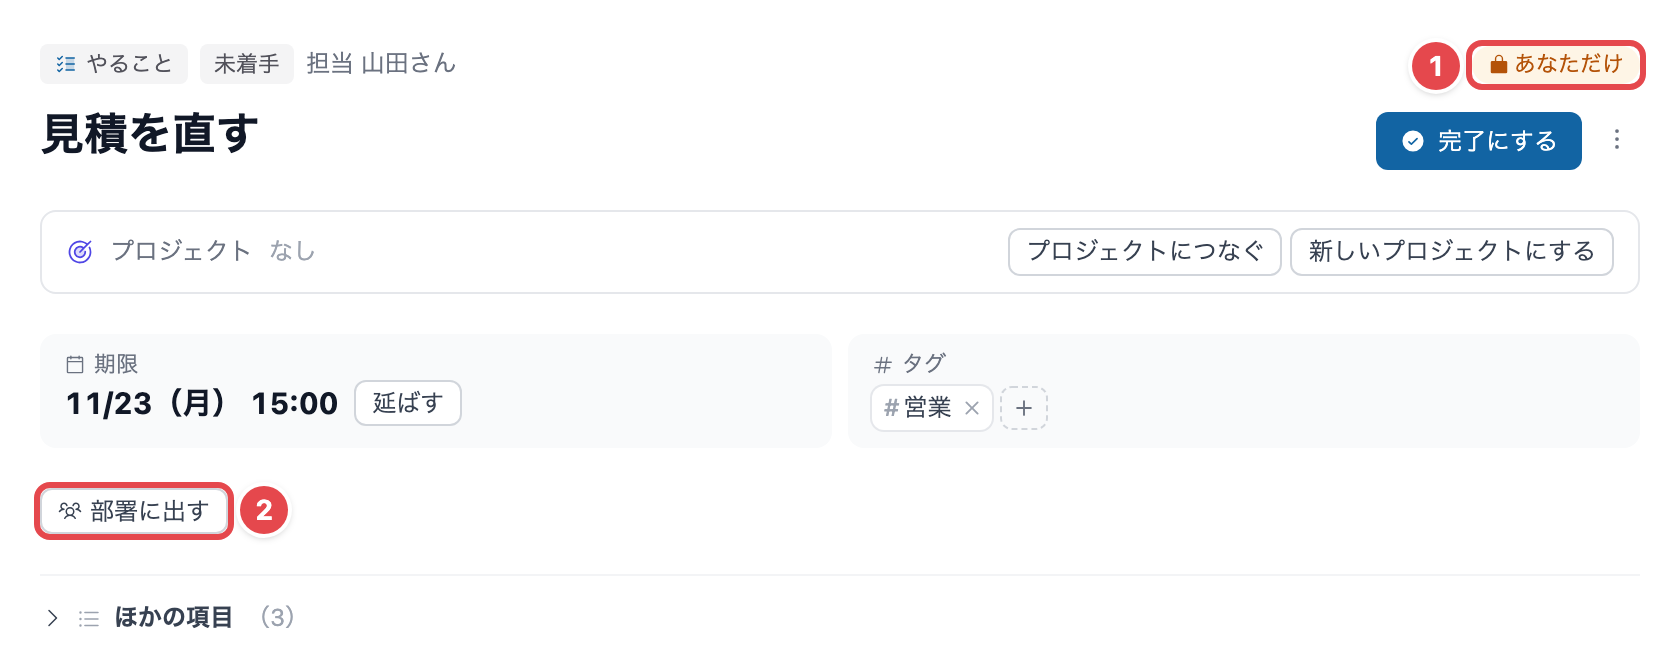 やること 未着手 担当 山田さん
1 あなただけ
見積を直す
完了にする
プロジェクト なし プロジェクトにつなぐ 新しいプロジェクトにする
期限
11/23（月） 15:00 延ばす
# タグ
#営業 × +
部署に出す 2
ほかの項目 （3）